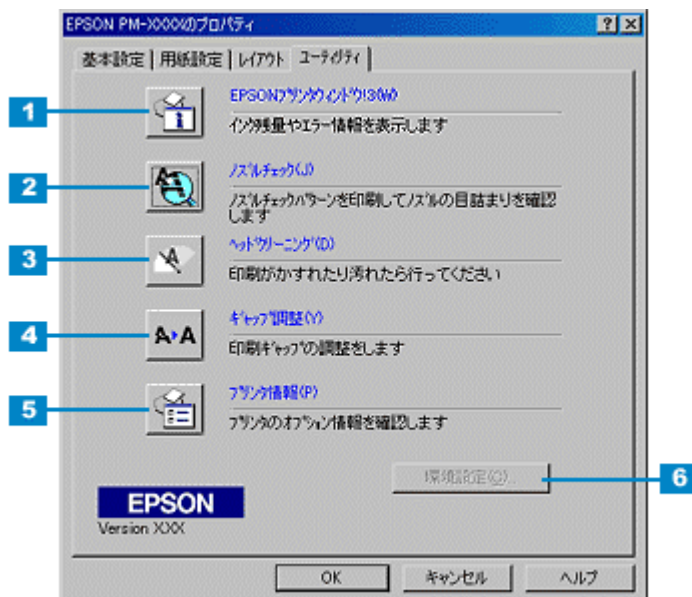 EPSON PM-XXXXのプロパティ
基本設定 用紙設定 レイアウト ユーティリティ
1
EPSONプリンタウィンドウ!3(W)
インク残量やエラー情報を表示します
2
ノズルチェック(J)
ノズルチェックパターンを印刷してノズルの目詰まりを確認
します
3
ヘッドクリーニング(D)
印刷がかすれたり汚れたら行ってください
4
ギャップ調整(Y)
印刷ギャップの調整をします
5
プリンタ情報(P)
プリンタのオプション情報を確認します
環境設定(O)...
6
EPSON
Version XXX
OK キャンセル ヘルプ